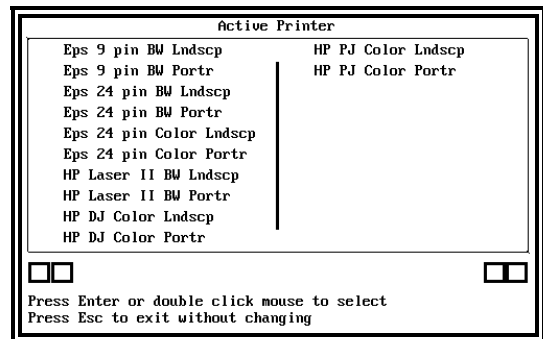 Active Printer
Eps 9 pin BW Lndscp
Eps 9 pin BW Portr
Eps 24 pin BW Lndscp
Eps 24 pin BW Portr
Eps 24 pin Color Lndscp
Eps 24 pin Color Portr
HP Laser II BW Lndscp
HP Laser II BW Portr
HP DJ Color Lndscp
HP DJ Color Portr
HP PJ Color Lndscp
HP PJ Color Portr
Press Enter or double click mouse to select
Press Esc to exit without changing